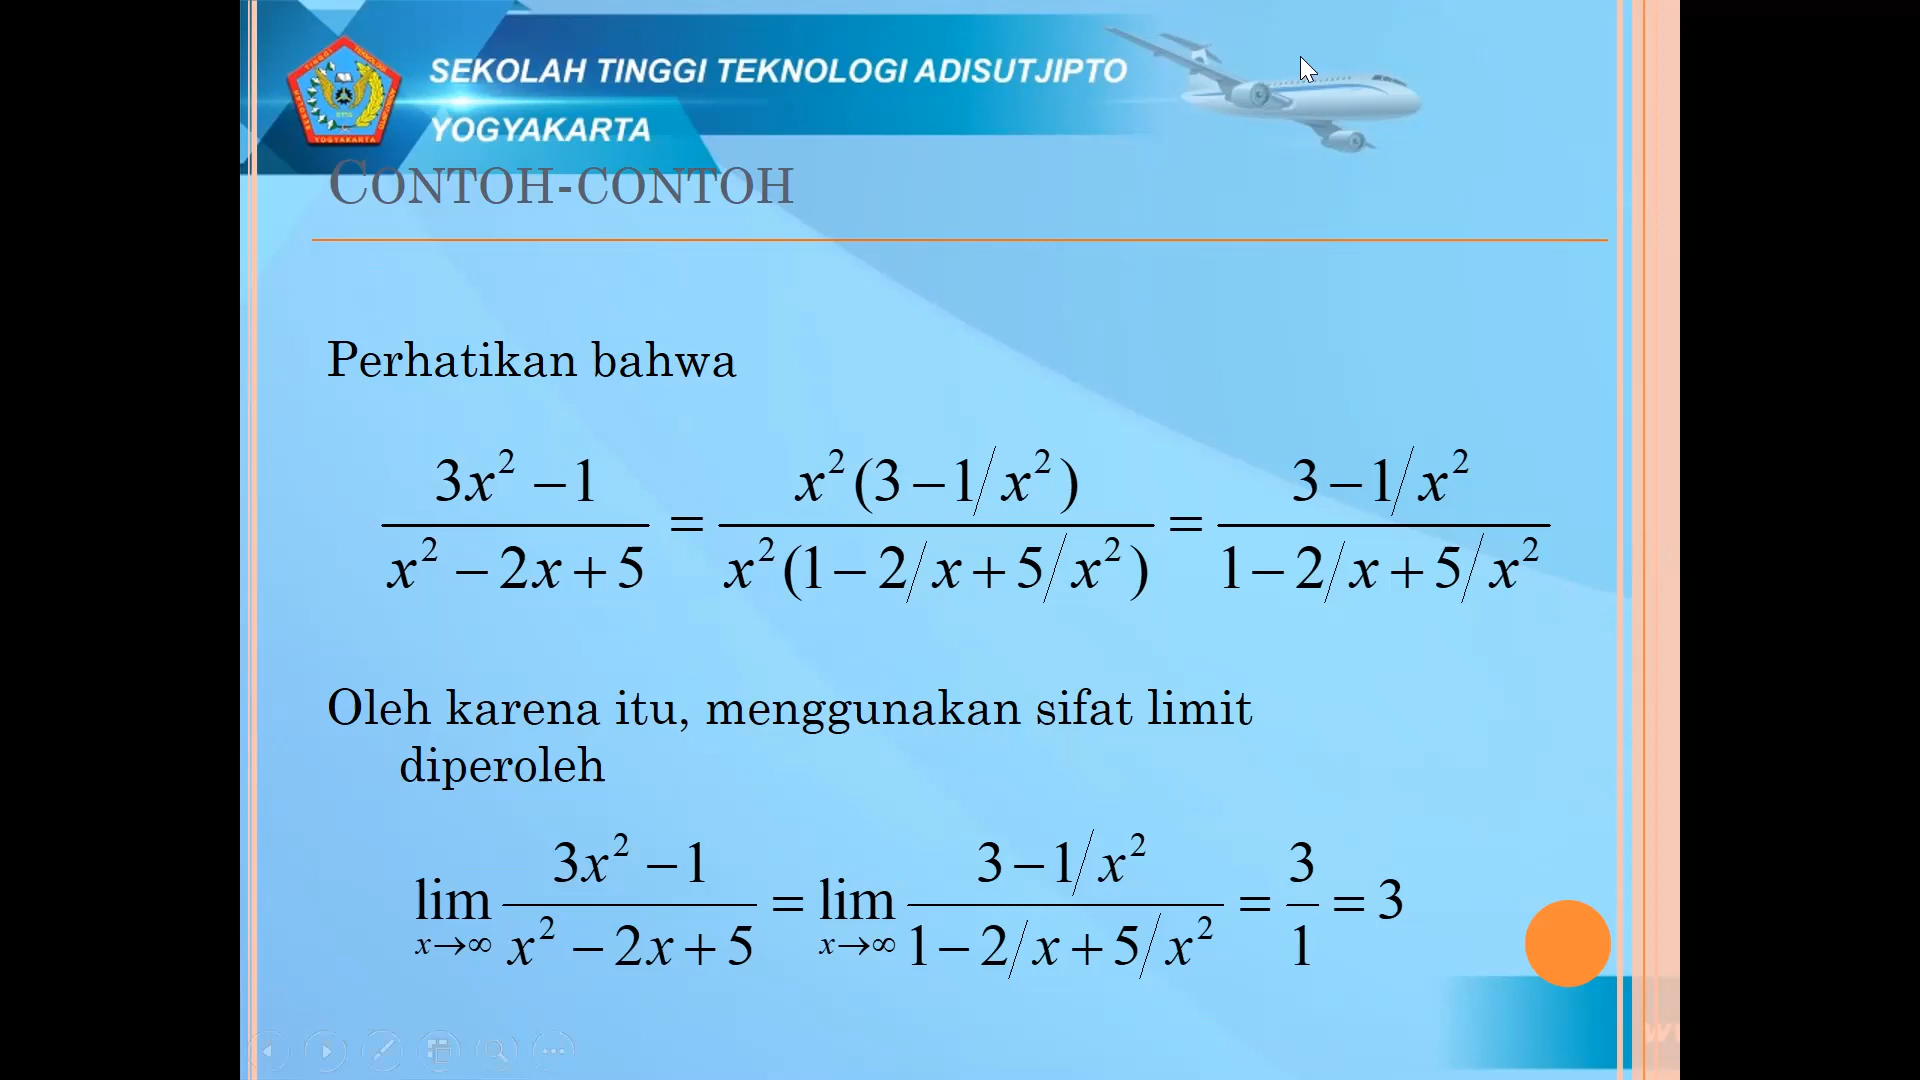 SEKOLAH TINGGI TEKNOLOGI ADISUTJIPTO
YOGYAKARTA
CONTOH-CONTOH
Perhatikan bahwa
(3x² − 1)/(x² − 2x + 5) = (x²(3 − 1/x²))/(x²(1 − 2/x + 5/x²)) = (3 − 1/x²)/(1 − 2/x + 5/x²)
Oleh karena itu, menggunakan sifat limit
diperoleh
lim x→∞ (3x² − 1)/(x² − 2x + 5) = lim x→∞ (3 − 1/x²)/(1 − 2/x + 5/x²) = 3/1 = 3